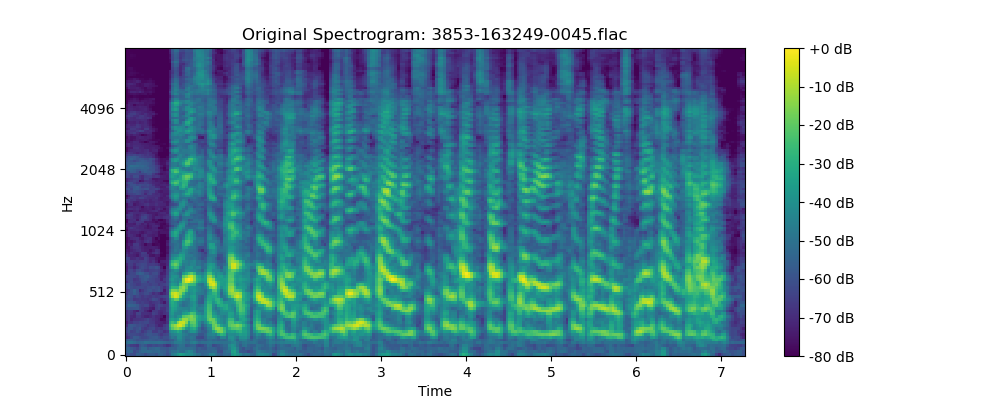 Original Spectrogram: 3853-163249-0045.flac
Hz
4096
2048
1024
512
0
0 1 2 3 4 5 6 7
Time
+0 dB
-10 dB
-20 dB
-30 dB
-40 dB
-50 dB
-60 dB
-70 dB
-80 dB